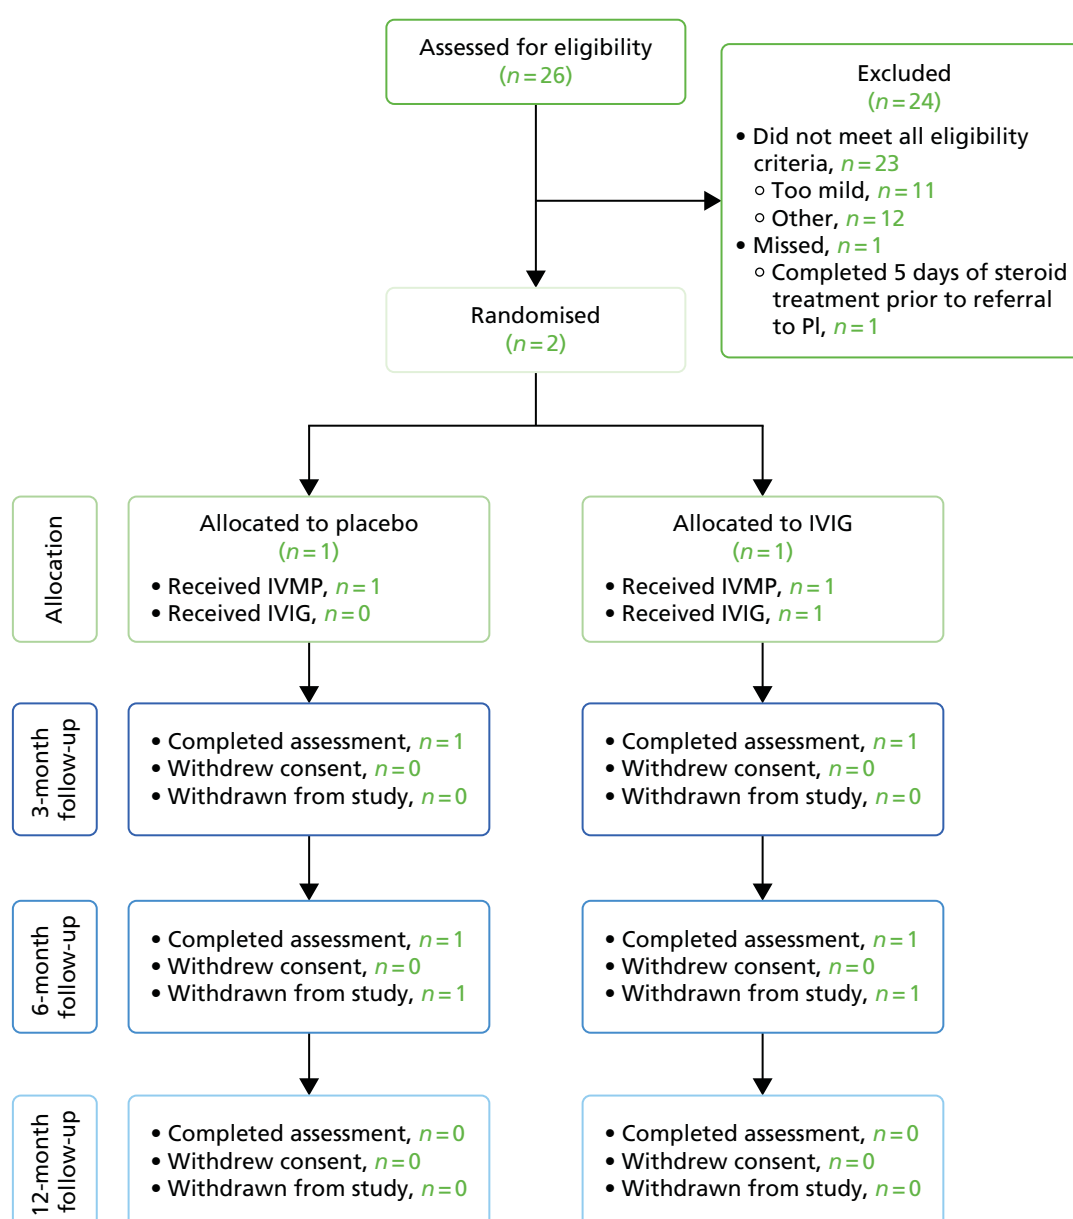 Assessed for eligibility
(n=26)
Excluded
(n=24)
• Did not meet all eligibility
criteria, n=23
○ Too mild, n=11
○ Other, n=12
• Missed, n=1
○ Completed 5 days of steroid
treatment prior to referral
to PI, n=1
Randomised
(n=2)
Allocation
Allocated to placebo
(n=1)
• Received IVMP, n=1
• Received IVIG, n=0
Allocated to IVIG
(n=1)
• Received IVMP, n=1
• Received IVIG, n=1
3-month
follow-up
• Completed assessment, n=1
• Withdrew consent, n=0
• Withdrawn from study, n=0
• Completed assessment, n=1
• Withdrew consent, n=0
• Withdrawn from study, n=0
6-month
follow-up
• Completed assessment, n=1
• Withdrew consent, n=0
• Withdrawn from study, n=1
• Completed assessment, n=1
• Withdrew consent, n=0
• Withdrawn from study, n=1
12-month
follow-up
• Completed assessment, n=0
• Withdrew consent, n=0
• Withdrawn from study, n=0
• Completed assessment, n=0
• Withdrew consent, n=0
• Withdrawn from study, n=0